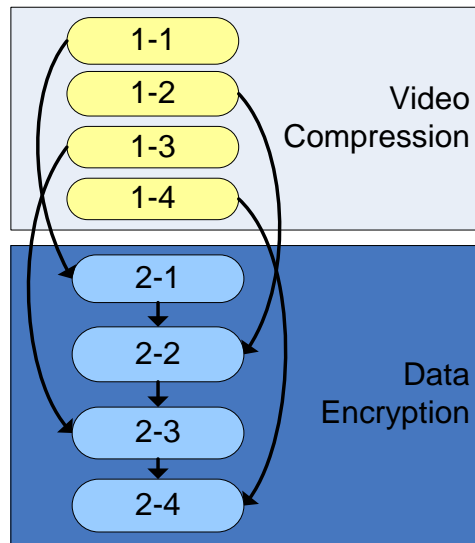 1-1
1-2
1-3
1-4
Video
Compression
2-1
2-2
2-3
2-4
Data
Encryption